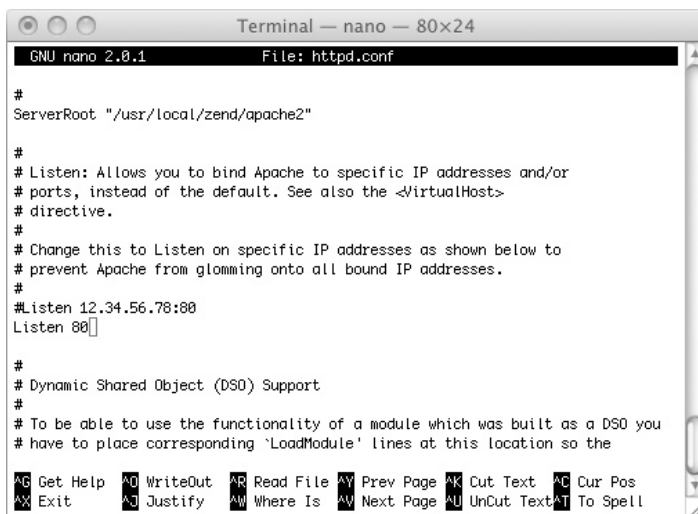 Terminal — nano — 80×24
GNU nano 2.0.1 File: httpd.conf
#
ServerRoot "/usr/local/zend/apache2"
#
# Listen: Allows you to bind Apache to specific IP addresses and/or
# ports, instead of the default. See also the <VirtualHost>
# directive.
#
# Change this to Listen on specific IP addresses as shown below to
# prevent Apache from glomming onto all bound IP addresses.
#
#Listen 12.34.56.78:80
Listen 80
#
# Dynamic Shared Object (DSO) Support
#
# To be able to use the functionality of a module which was built as a DSO you
# have to place corresponding `LoadModule' lines at this location so the
^G Get Help ^O WriteOut ^R Read File ^Y Prev Page ^K Cut Text ^C Cur Pos
^X Exit ^J Justify ^W Where Is ^V Next Page ^U UnCut Text ^T To Spell